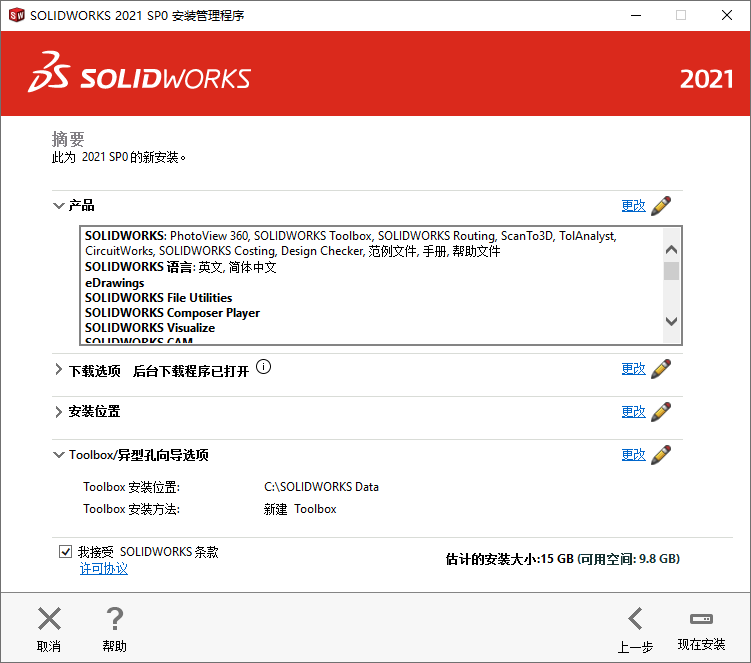 SOLIDWORKS 2021 SP0 安装管理程序
SOLIDWORKS
2021
摘要
此为 2021 SP0 的新安装。
产品 更改
SOLIDWORKS: PhotoView 360, SOLIDWORKS Toolbox, SOLIDWORKS Routing, ScanTo3D, TolAnalyst,
CircuitWorks, SOLIDWORKS Costing, Design Checker, 范例文件, 手册, 帮助文件
SOLIDWORKS 语言: 英文, 简体中文
eDrawings
SOLIDWORKS File Utilities
SOLIDWORKS Composer Player
SOLIDWORKS Visualize
SOLIDWORKS CAM
下载选项 后台下载程序已打开 更改
安装位置 更改
Toolbox/异型孔向导选项 更改
Toolbox 安装位置: C:\SOLIDWORKS Data
Toolbox 安装方法: 新建 Toolbox
我接受 SOLIDWORKS 条款
许可协议
估计的安装大小:15 GB (可用空间: 9.8 GB)
取消 帮助 上一步 现在安装